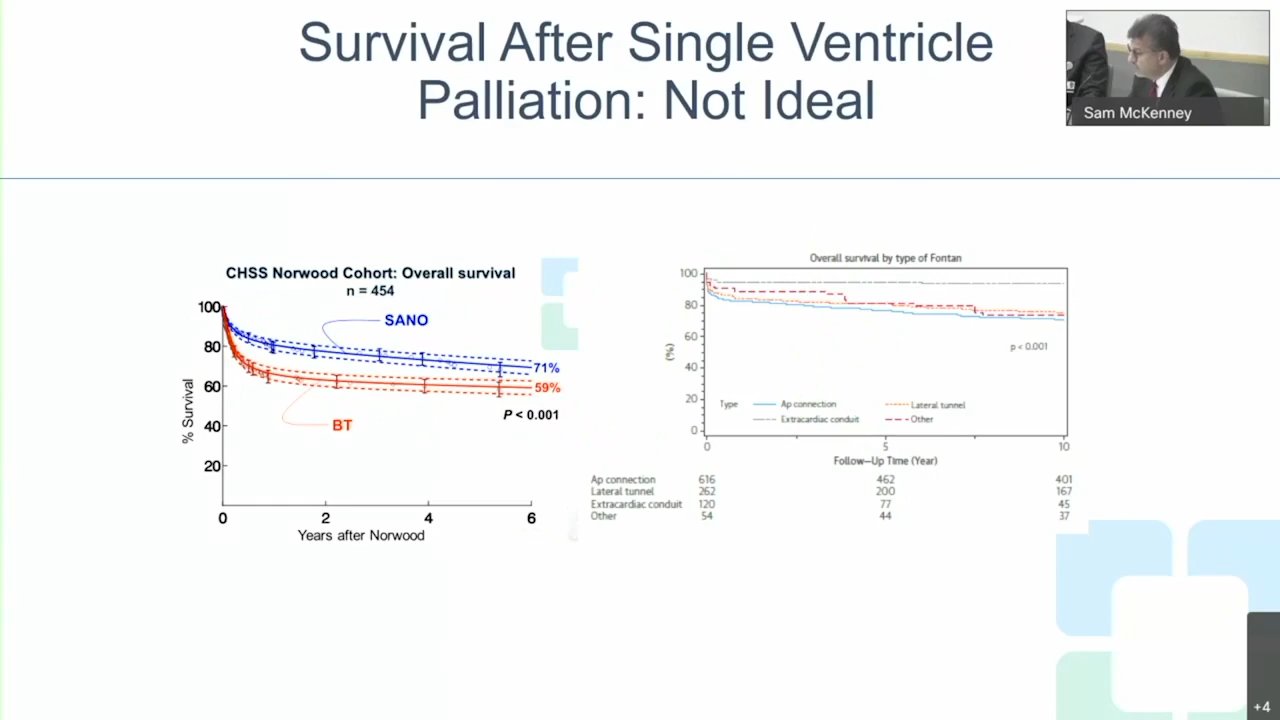 Survival After Single Ventricle
Palliation: Not Ideal
Sam McKenney
CHSS Norwood Cohort: Overall survival
n = 454
100
80
60
40
20
% Survival
SANO
71%
59%
P < 0.001
BT
0 2 4 6
Years after Norwood
Overall survival by type of Fontan
100
80
60
40
20
0
(%)
p < 0.001
Type Ap connection Lateral tunnel
Extracardiac conduit Other
0 5 10
Follow–Up Time (Year)
Ap connection 616 462 401
Lateral tunnel 262 200 167
Extracardiac conduit 120 77 45
Other 54 44 37
+4